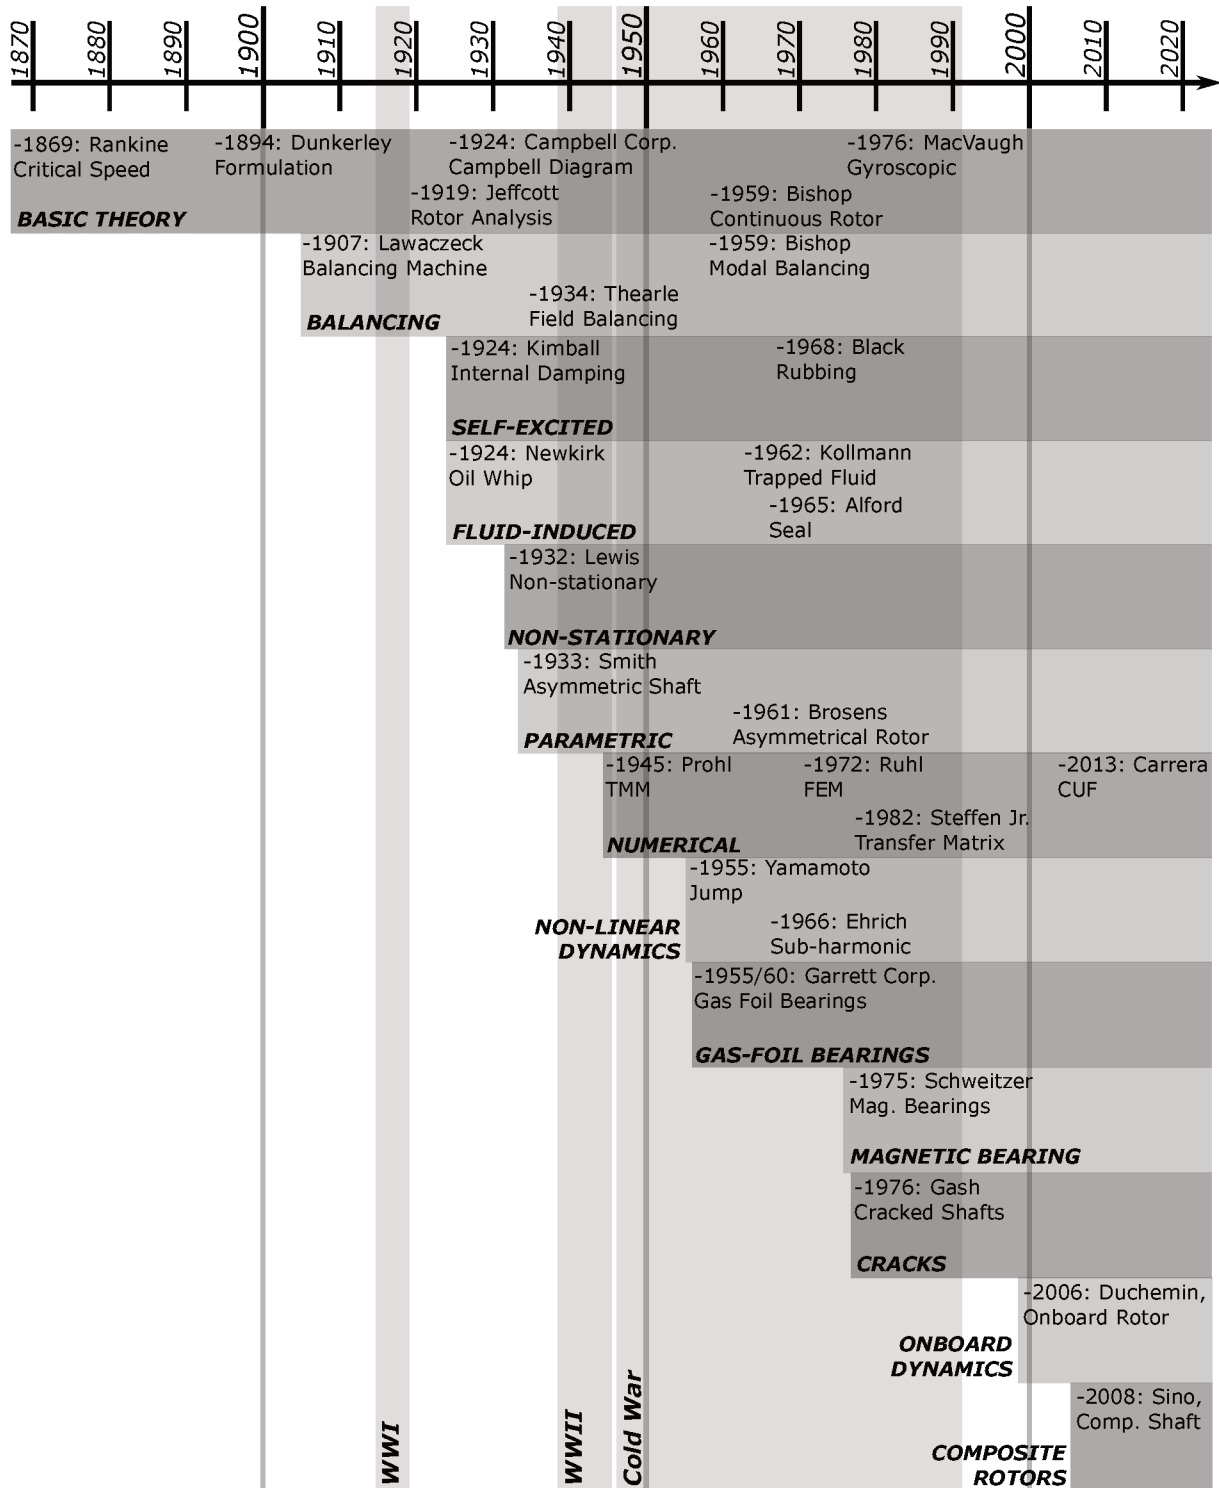 1870 1880 1890 1900 1910 1920 1930 1940 1950 1960 1970 1980 1990 2000 2010 2020
-1869: Rankine
Critical Speed
-1894: Dunkerley
Formulation
-1924: Campbell Corp.
Campbell Diagram
-1976: MacVaugh
Gyroscopic
-1919: Jeffcott
Rotor Analysis
-1959: Bishop
Continuous Rotor
BASIC THEORY
-1907: Lawaczeck
Balancing Machine
-1959: Bishop
Modal Balancing
-1934: Thearle
Field Balancing
BALANCING
-1924: Kimball
Internal Damping
-1968: Black
Rubbing
SELF-EXCITED
-1924: Newkirk
Oil Whip
-1962: Kollmann
Trapped Fluid
-1965: Alford
Seal
FLUID-INDUCED
-1932: Lewis
Non-stationary
NON-STATIONARY
-1933: Smith
Asymmetric Shaft
-1961: Brosens
Asymmetrical Rotor
PARAMETRIC
-1945: Prohl
TMM
-1972: Ruhl
FEM
-2013: Carrera
CUF
-1982: Steffen Jr.
Transfer Matrix
NUMERICAL
-1955: Yamamoto
Jump
-1966: Ehrich
Sub-harmonic
NON-LINEAR
DYNAMICS
-1955/60: Garrett Corp.
Gas Foil Bearings
GAS-FOIL BEARINGS
-1975: Schweitzer
Mag. Bearings
MAGNETIC BEARING
-1976: Gash
Cracked Shafts
CRACKS
-2006: Duchemin,
Onboard Rotor
ONBOARD
DYNAMICS
-2008: Sino,
Comp. Shaft
COMPOSITE
ROTORS
WWI
WWII
Cold War